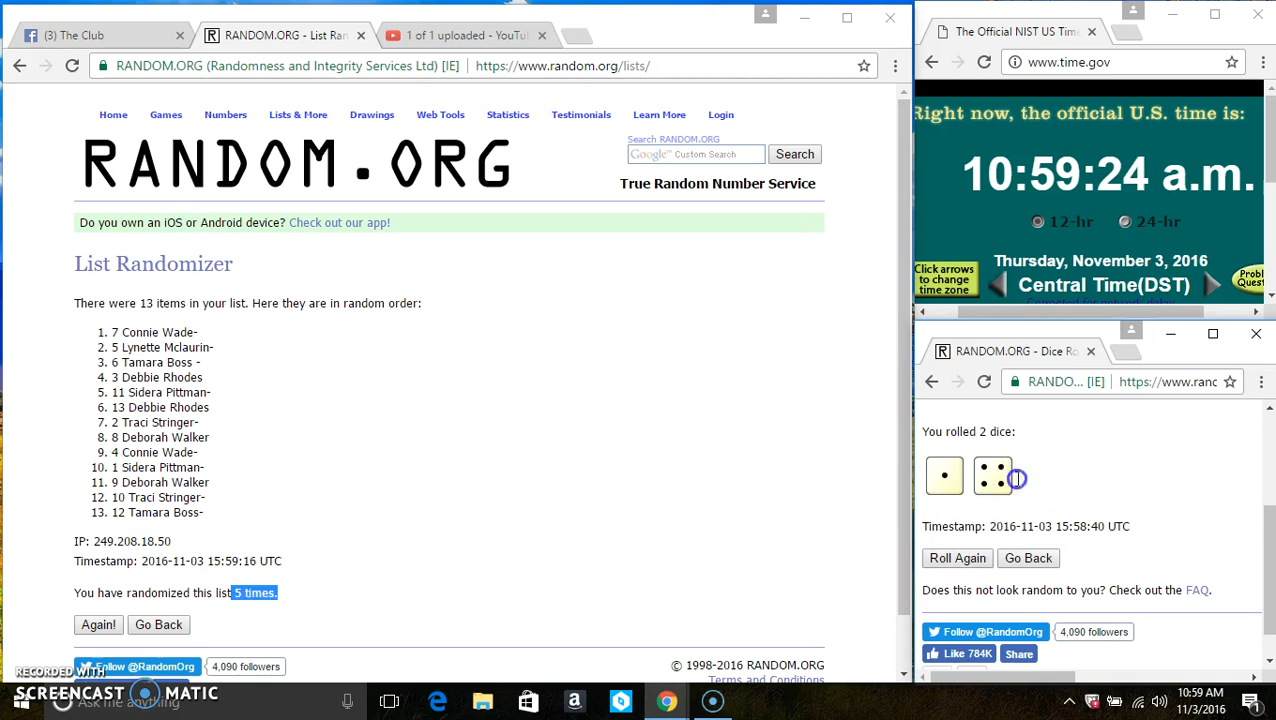 (3) The Club
RANDOM.ORG - List Ran
1 of 1 uploaded - YouTu
RANDOM.ORG (Randomness and Integrity Services Ltd) [IE]
https://www.random.org/lists/
Home Games Numbers Lists & More Drawings Web Tools Statistics Testimonials Learn More Login
RANDOM.ORG
Search RANDOM.ORG
Google™ Custom Search
Search
True Random Number Service
Do you own an iOS or Android device? Check out our app!
List Randomizer
There were 13 items in your list. Here they are in random order:
1. 7 Connie Wade-
2. 5 Lynette Mclaurin-
3. 6 Tamara Boss -
4. 3 Debbie Rhodes
5. 11 Sidera Pittman-
6. 13 Debbie Rhodes
7. 2 Traci Stringer-
8. 8 Deborah Walker
9. 4 Connie Wade-
10. 1 Sidera Pittman-
11. 9 Deborah Walker
12. 10 Traci Stringer-
13. 12 Tamara Boss-
IP: 249.208.18.50
Timestamp: 2016-11-03 15:59:16 UTC
You have randomized this list 5 times.
Again! Go Back
Follow @RandomOrg 4,090 followers
© 1998-2016 RANDOM.ORG
Terms and Conditions
The Official NIST US Time
www.time.gov
Right now, the official U.S. time is:
10:59:24 a.m.
12-hr 24-hr
Thursday, November 3, 2016
Click arrows
to change
time zone
Central Time(DST)
Probl
Quest
Corrected for network delay
RANDOM.ORG - Dice Ro
RANDO... [IE]
https://www.ranc
You rolled 2 dice:
Timestamp: 2016-11-03 15:58:40 UTC
Roll Again Go Back
Does this not look random to you? Check out the FAQ.
Follow @RandomOrg 4,090 followers
Like 784K Share
RECORDED WITH
SCREENCAST MATIC
Ask me anything
10:59 AM
11/3/2016